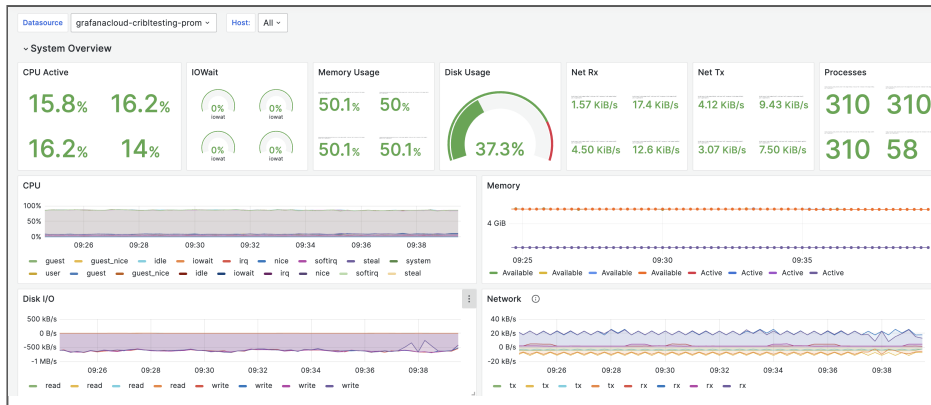 Datasource grafanacloud-cribltesting-prom Host: All
System Overview
CPU Active
15.8% 16.2%
16.2% 14%
IOWait
0% 0%
iowait iowait
0% 0%
iowait iowait
Memory Usage
50.1% 50%
50.1% 50.1%
Disk Usage
37.3%
Net Rx
1.57 KiB/s 17.4 KiB/s
4.50 KiB/s 12.6 KiB/s
Net Tx
4.12 KiB/s 9.43 KiB/s
3.07 KiB/s 7.50 KiB/s
Processes
310 310
310 58
CPU
100%
50%
0%
09:26 09:28 09:30 09:32 09:34 09:36 09:38
guest guest_nice idle iowait irq nice softirq steal system
user guest guest_nice idle iowait irq nice softirq steal
Memory
4 GiB
09:25 09:30 09:35
Available Available Available Available Active Active Active Active
Disk I/O
500 kB/s
0 B/s
-500 kB/s
-1 MB/s
09:26 09:28 09:30 09:32 09:34 09:36 09:38
read read read read write write write write
Network
40 kB/s
20 kB/s
0 B/s
-20 kB/s
09:26 09:28 09:30 09:32 09:34 09:36 09:38
tx tx tx tx rx rx rx rx